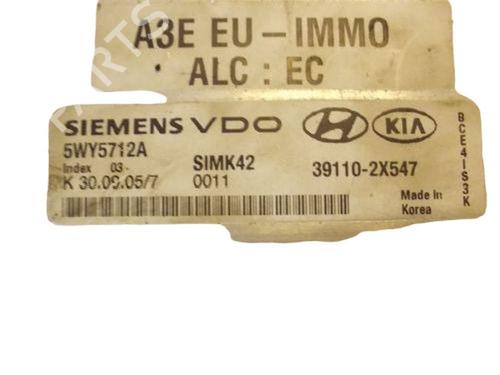 A3E EU – IMMO
ALC : EC
SIEMENS VDO KIA
5WY5712A
Index 03 SIMK42 39110-2X547
K 30.09.05/7 0011
Made in
Korea
BCE4IS3K
PARTS